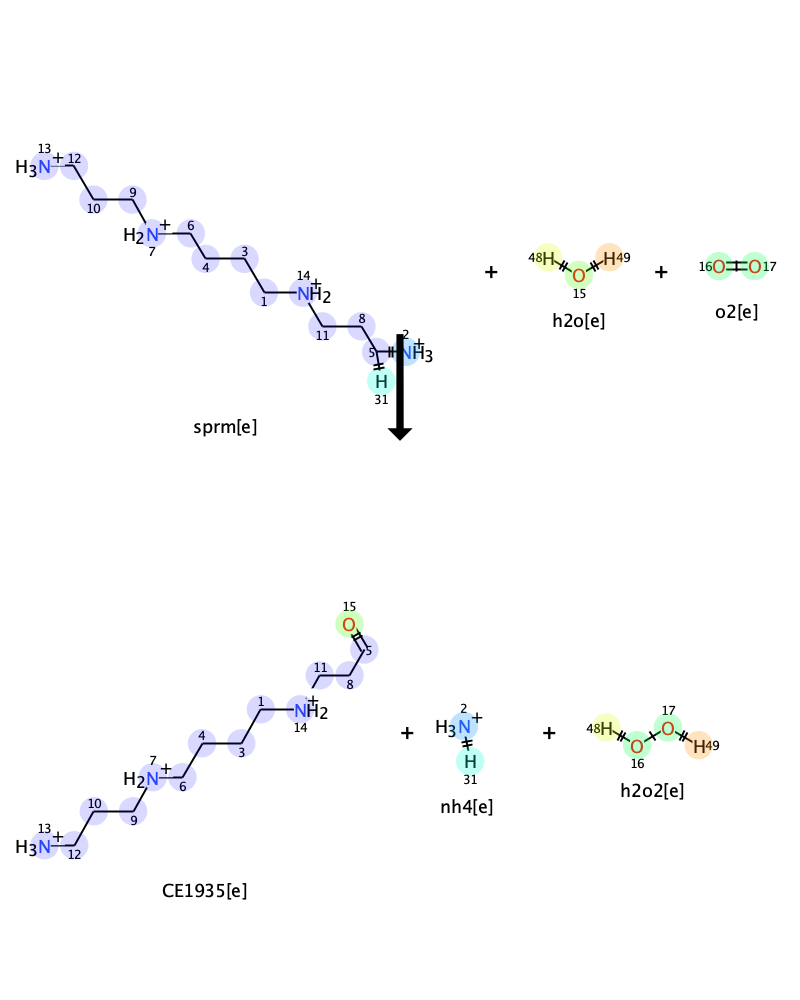 13
12
H3N+
10
9
H2N+
7
6
4
3
1
14
NH2+
11
8
5
2
NH3+
H
31
sprm[e]
+
48H
O
H49
15
h2o[e]
+
16O=O17
o2[e]
15
O
5
8
11
NH2+
14
1
3
4
6
7
H2N+
9
10
13
H3N+
12
CE1935[e]
+
2
H3N+
H
31
nh4[e]
+
48H
O
16
17
O
H49
h2o2[e]